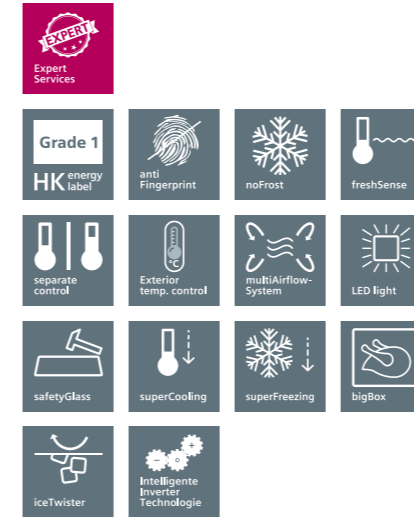 EXPERT
Expert
Services
Grade 1
HK energy
label
anti
Fingerprint
noFrost
freshSense
separate
control
°C
Exterior
temp. control
multiAirflow-
System
LED light
safetyGlass
superCooling
superFreezing
bigBox
iceTwister
Intelligente
Inverter
Technologie